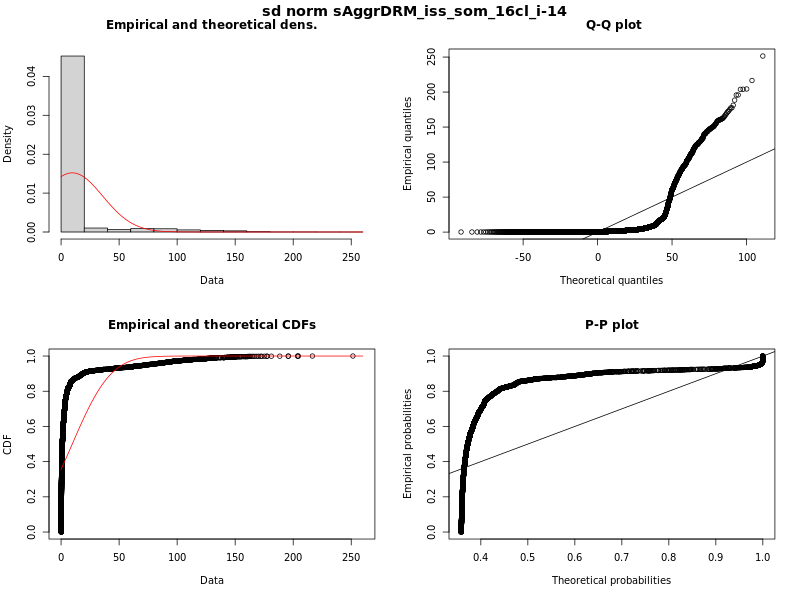 sd norm sAggrDRM_iss_som_16cl_i-14
Empirical and theoretical dens.
Density
0.00 0.01 0.02 0.03 0.04
0 50 100 150 200 250
Data
Q-Q plot
Empirical quantiles
0 50 100 150 200 250
-50 0 50 100
Theoretical quantiles
Empirical and theoretical CDFs
CDF
0.0 0.2 0.4 0.6 0.8 1.0
0 50 100 150 200 250
Data
P-P plot
Empirical probabilities
0.0 0.2 0.4 0.6 0.8 1.0
0.4 0.5 0.6 0.7 0.8 0.9 1.0
Theoretical probabilities